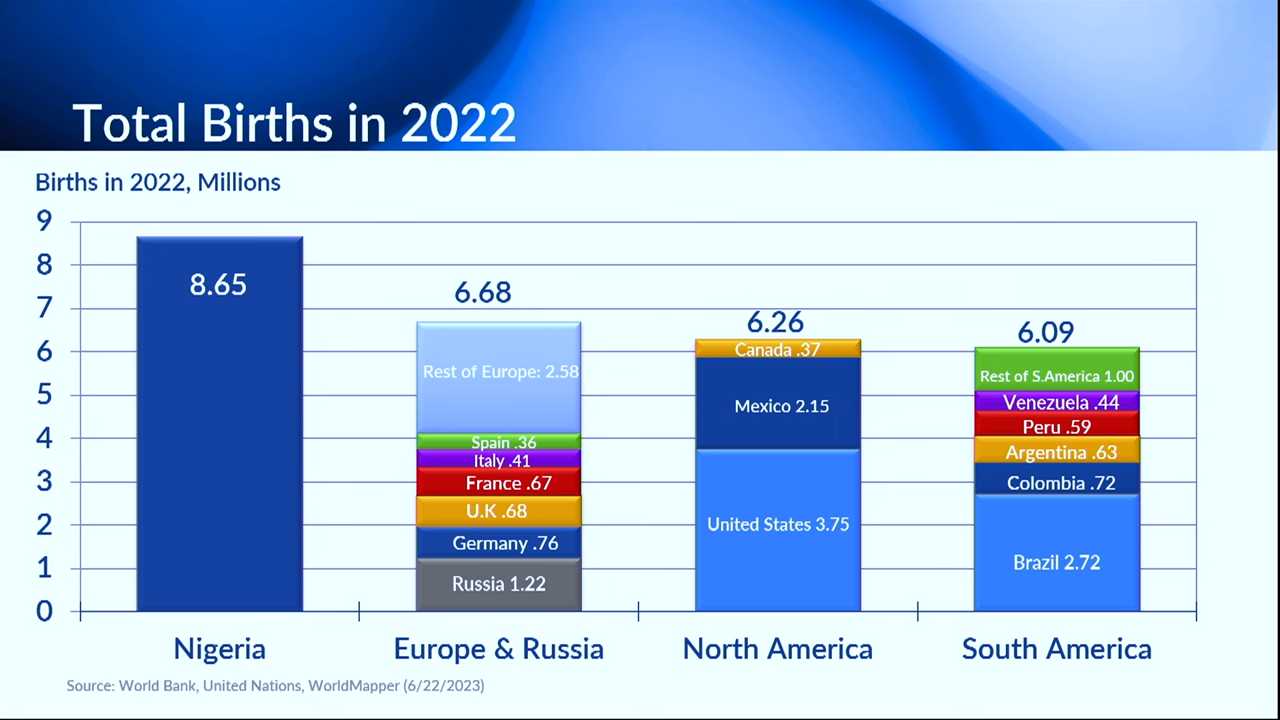 Total Births in 2022
Births in 2022, Millions
9
8
7
6
5
4
3
2
1
0
8.65
6.68
Rest of Europe: 2.58
Spain .36
Italy .41
France .67
U.K .68
Germany .76
Russia 1.22
6.26
Canada .37
Mexico 2.15
United States 3.75
6.09
Rest of S.America 1.00
Venezuela .44
Peru .59
Argentina .63
Colombia .72
Brazil 2.72
Nigeria
Europe & Russia
North America
South America
Source: World Bank, United Nations, WorldMapper (6/22/2023)